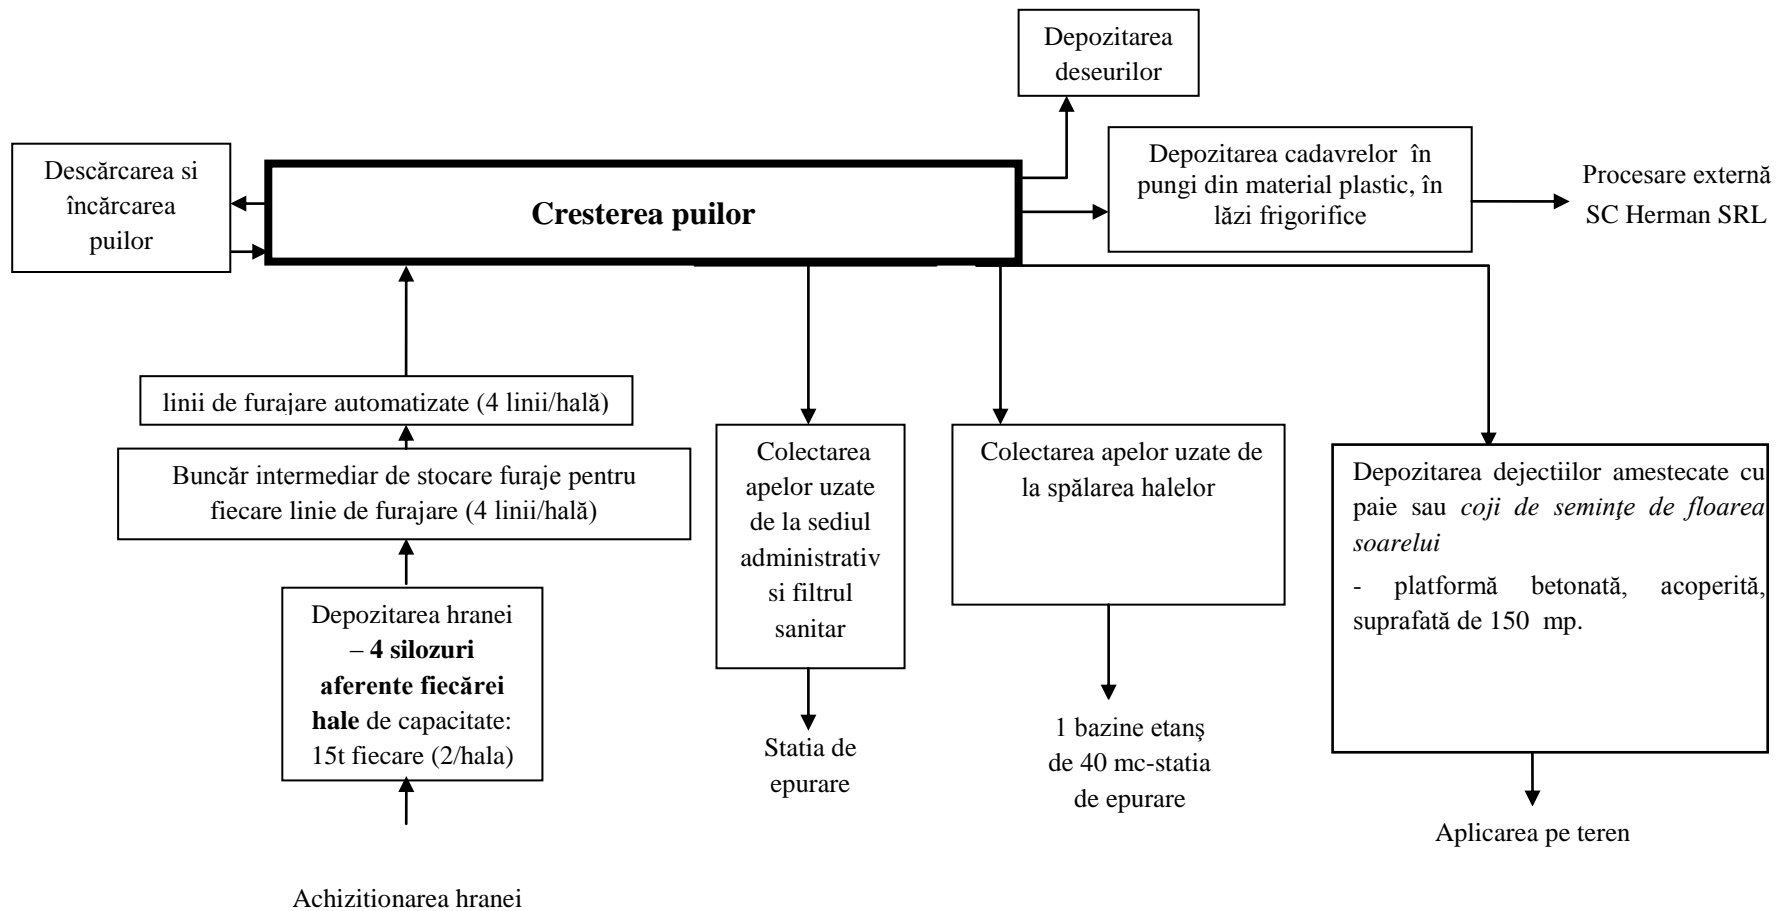 Depozitarea
deseurilor
Descărcarea si
încărcarea
puilor
Cresterea puilor
Depozitarea cadavrelor în
pungi din material plastic, în
lăzi frigorifice
Procesare externă
SC Herman SRL
linii de furajare automatizate (4 linii/hală)
Buncăr intermediar de stocare furaje pentru
fiecare linie de furajare (4 linii/hală)
Depozitarea hranei
– 4 silozuri
aferente fiecărei
hale de capacitate:
15t fiecare (2/hala)
Achizitionarea hranei
Colectarea
apelor uzate
de la sediul
administrativ
si filtrul
sanitar
Statia de
epurare
Colectarea apelor uzate de
la spălarea halelor
1 bazine etanş
de 40 mc-statia
de epurare
Depozitarea dejectiilor amestecate cu
paie sau coji de seminţe de floarea
soarelui
- platformă betonată, acoperită,
suprafată de 150 mp.
Aplicarea pe teren